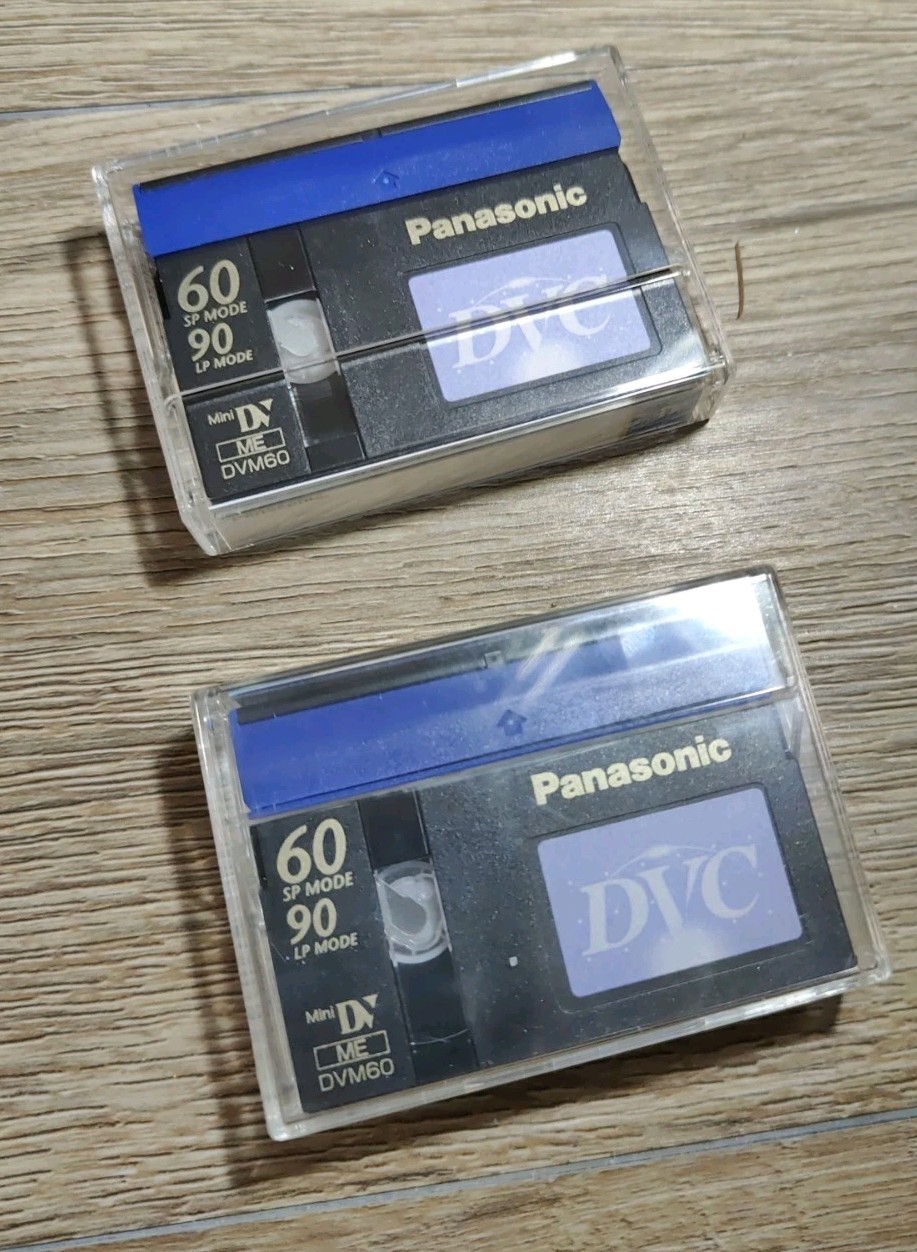 Panasonic
60
SP MODE
90
LP MODE
DVC
Mini DV
ME
DVM60
Panasonic
60
SP MODE
90
LP MODE
DVC
Mini DV
ME
DVM60